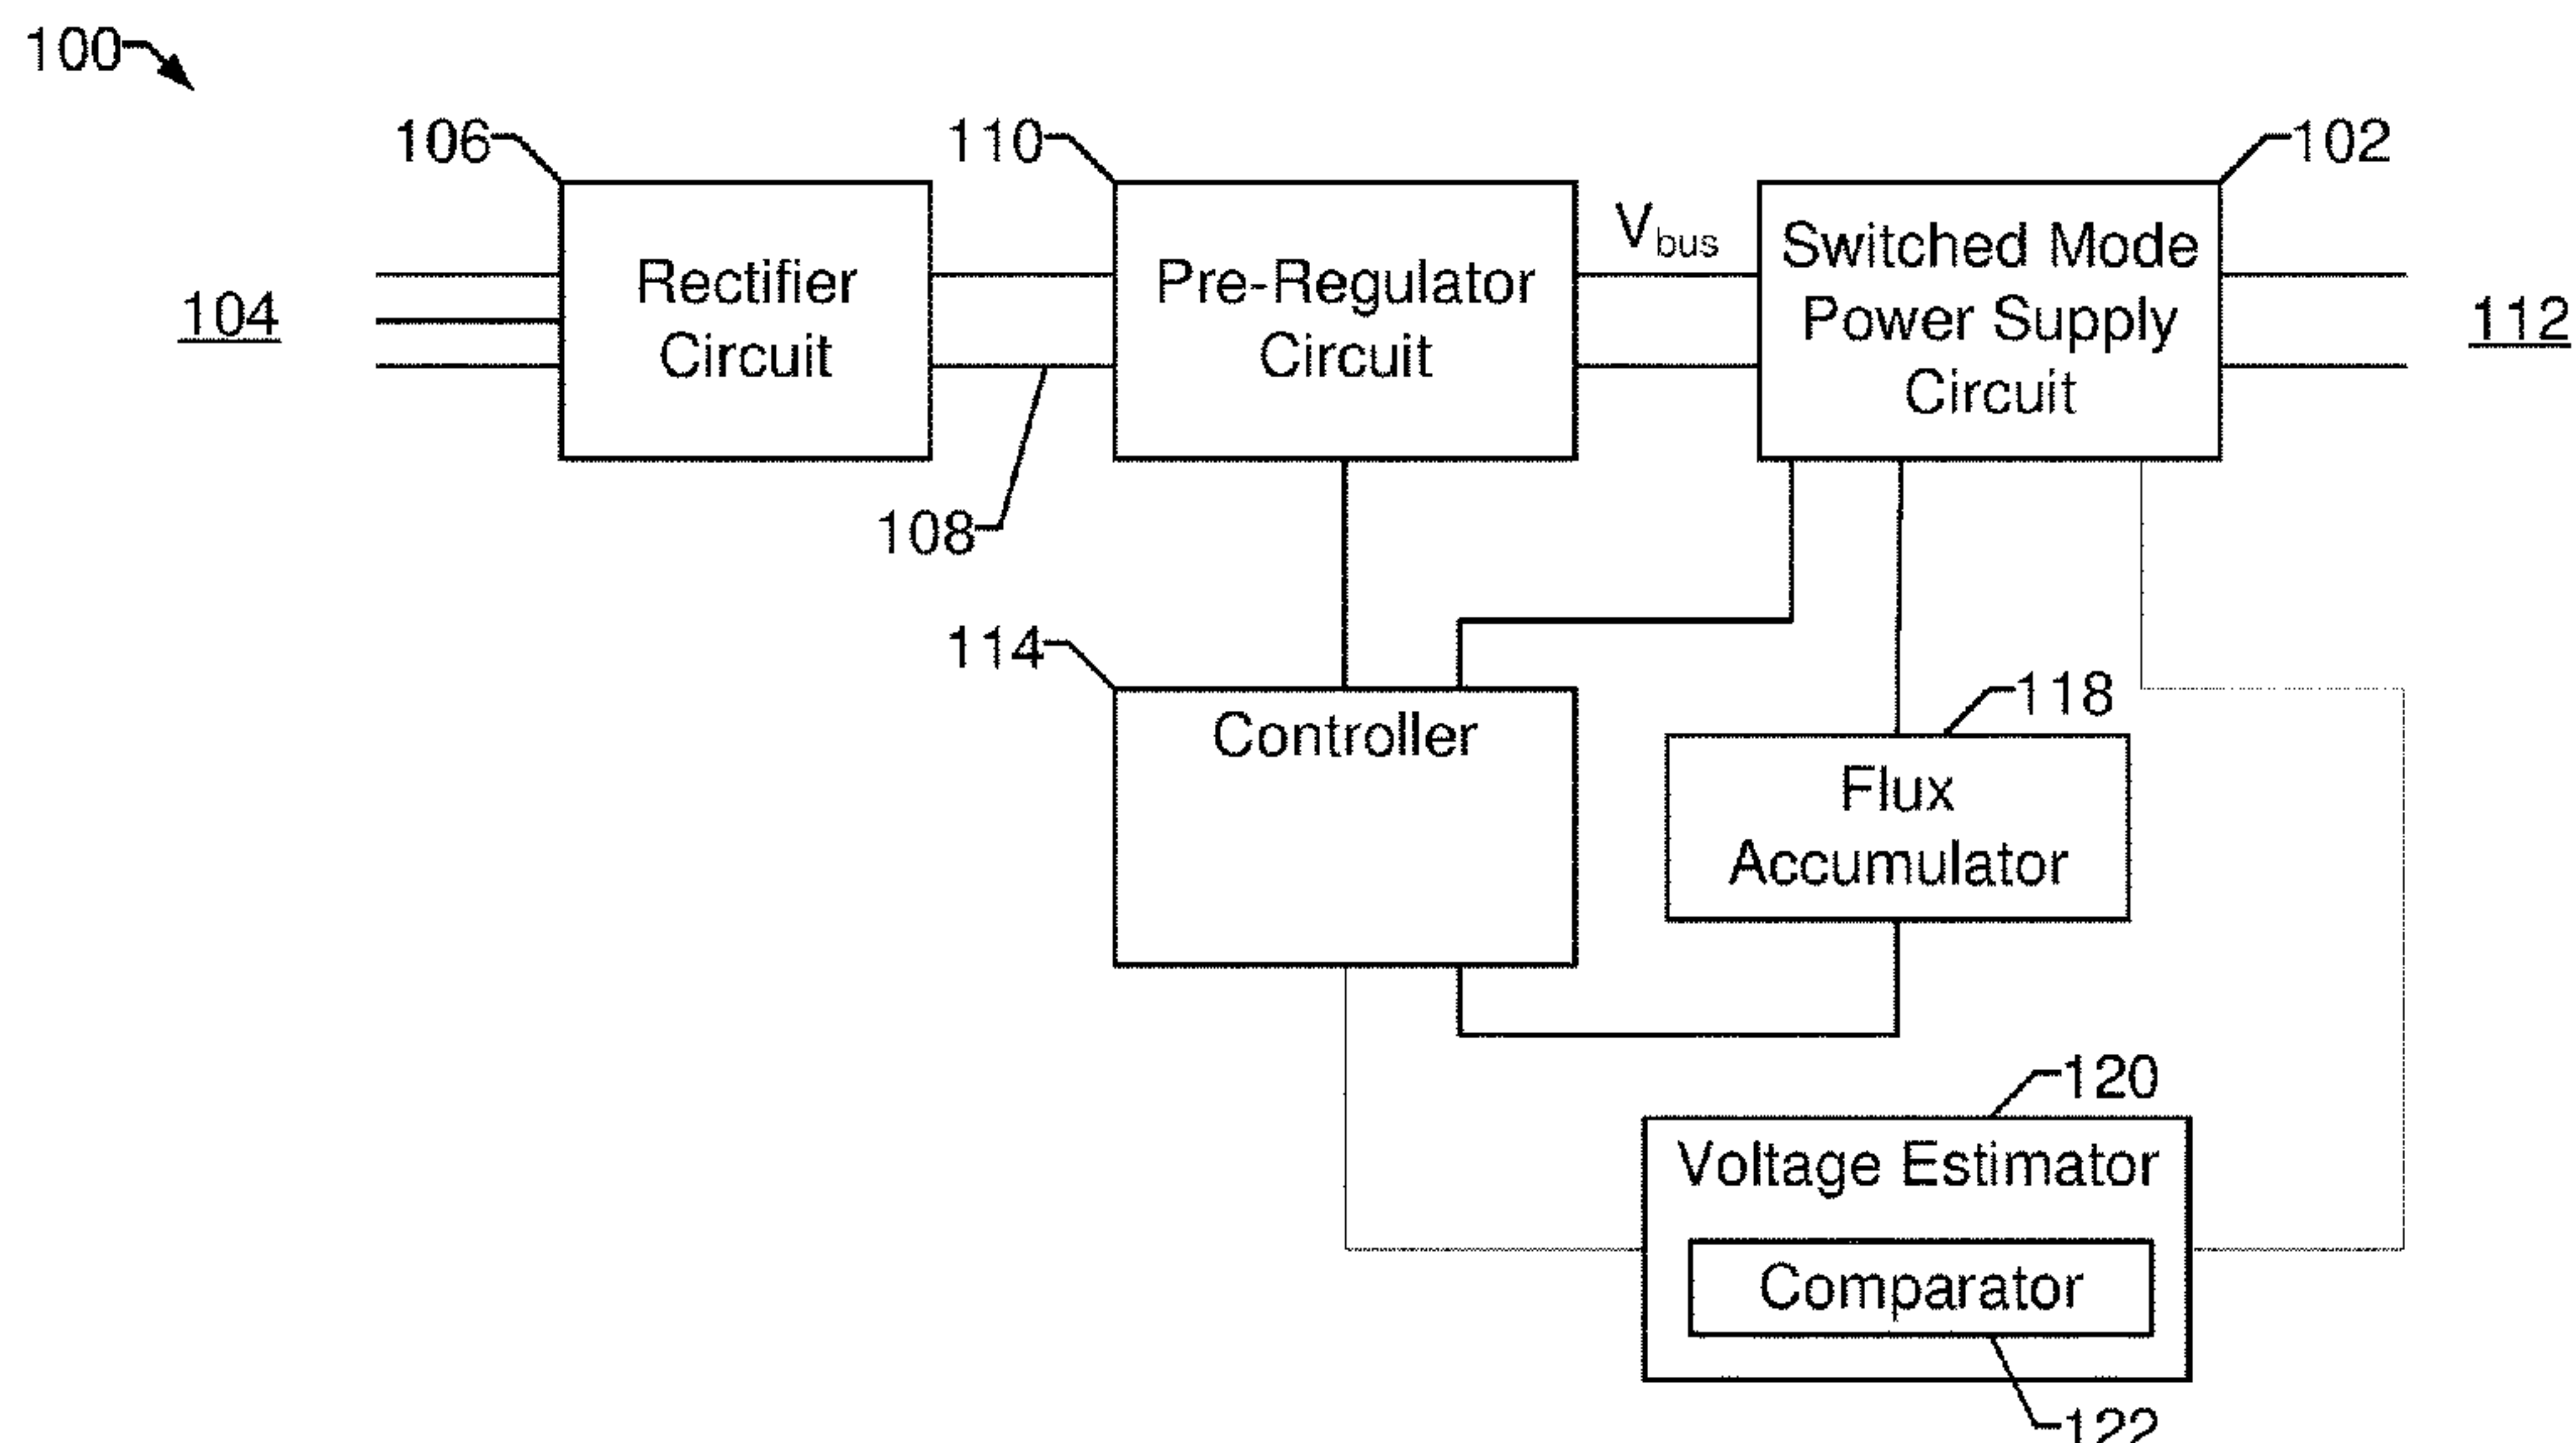 100
106
110
102
104
Rectifier
Circuit
Pre-Regulator
Circuit
Vbus
Switched Mode
Power Supply
Circuit
112
108
114
Controller
118
Flux
Accumulator
120
Voltage Estimator
Comparator
122